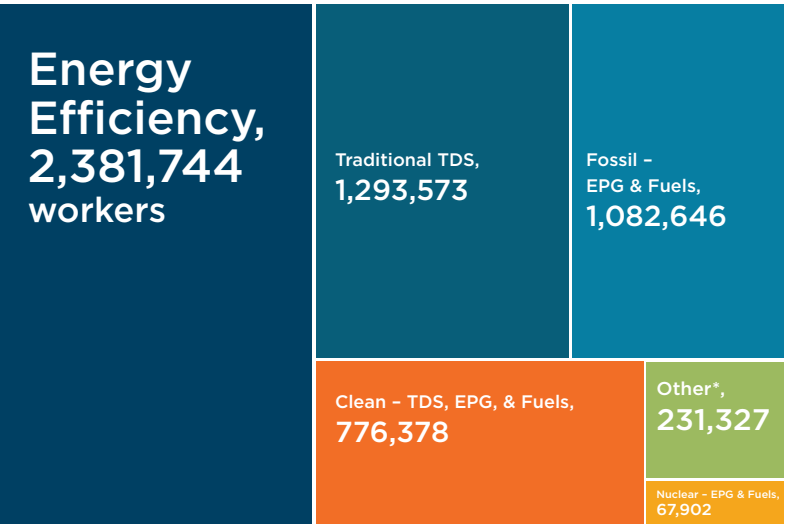 Energy
Efficiency,
2,381,744
workers
Traditional TDS,
1,293,573
Fossil –
EPG & Fuels,
1,082,646
Clean – TDS, EPG, & Fuels,
776,378
Other*,
231,327
Nuclear – EPG & Fuels,
67,902